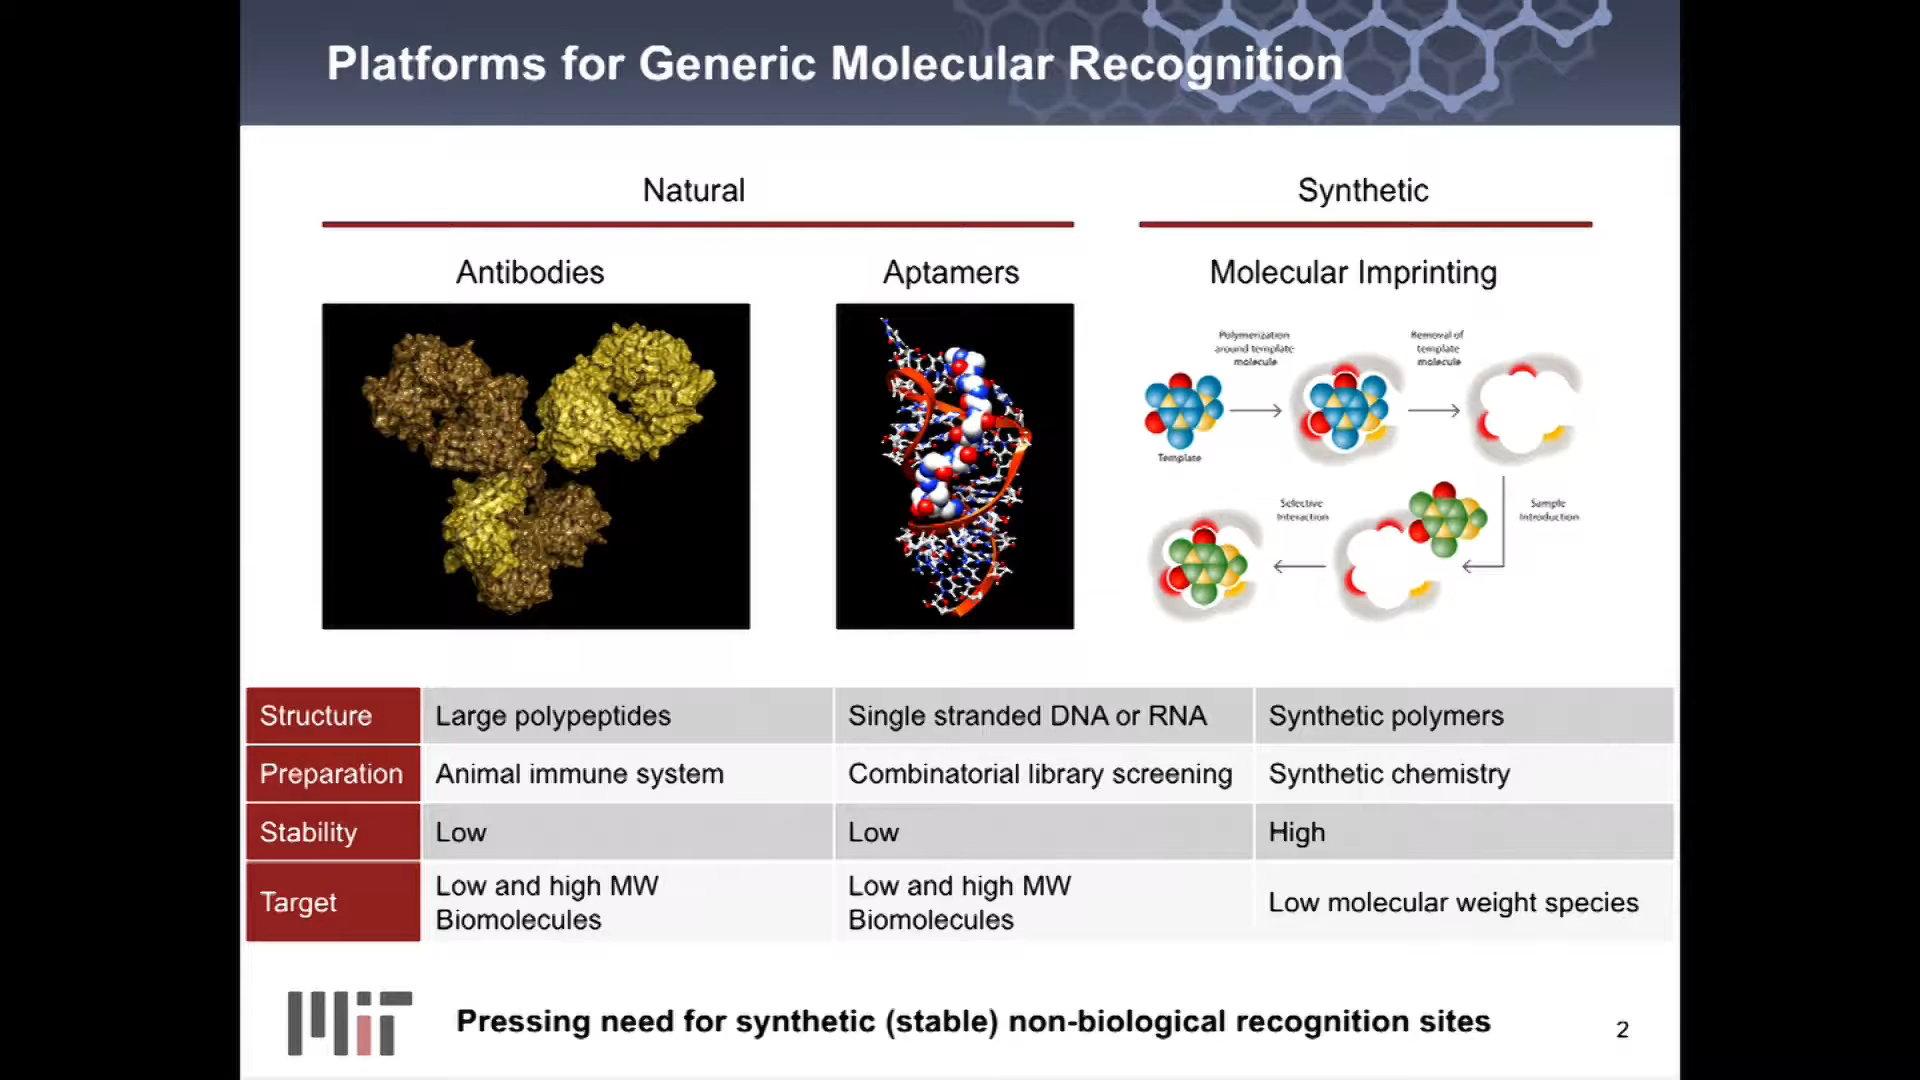 Platforms for Generic Molecular Recognition
Natural
Synthetic
Antibodies
Aptamers
Molecular Imprinting
Polymerization
around template
molecule
Removal of
template
molecule
Template
Selective
Interaction
Sample
Introduction
Structure Large polypeptides Single stranded DNA or RNA Synthetic polymers
Preparation Animal immune system Combinatorial library screening Synthetic chemistry
Stability Low Low High
Target Low and high MW Biomolecules Low and high MW Biomolecules Low molecular weight species
MIT
Pressing need for synthetic (stable) non-biological recognition sites
2